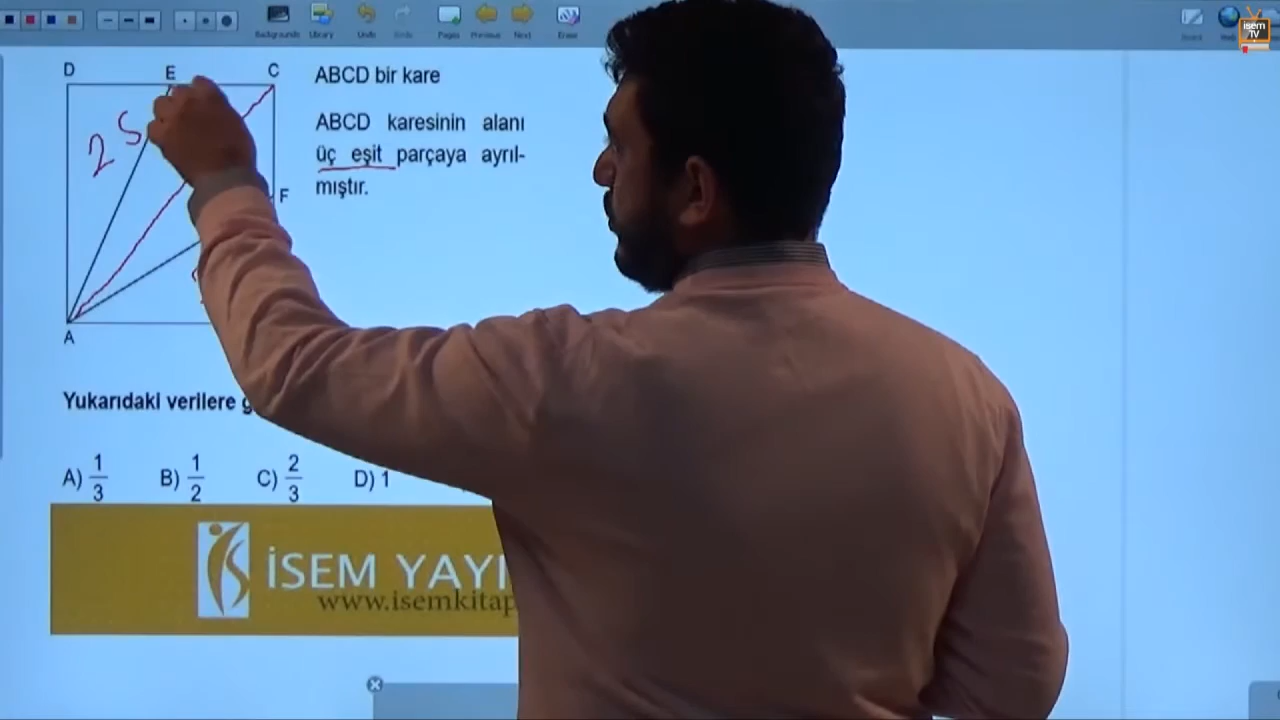 Backgrounds Library Undo Redo Pages Previous Next Erase
isem
TV
D E C
ABCD bir kare
ABCD karesinin alanı
üç eşit parçaya ayrıl-
mıştır.
2S
F
A
Yukarıdaki verilere
A) 1/3 B) 1/2 C) 2/3 D) 1
İSEM YAYI
www.isemkitap